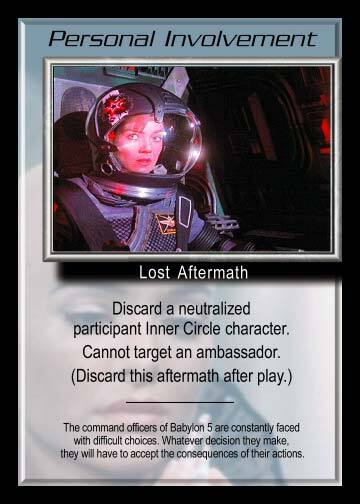 Personal Involvement
Lost Aftermath
Discard a neutralized
participant Inner Circle character.
Cannot target an ambassador.
(Discard this aftermath after play.)
The command officers of Babylon 5 are constantly faced
with difficult choices. Whatever decision they make,
they will have to accept the consequences of their actions.